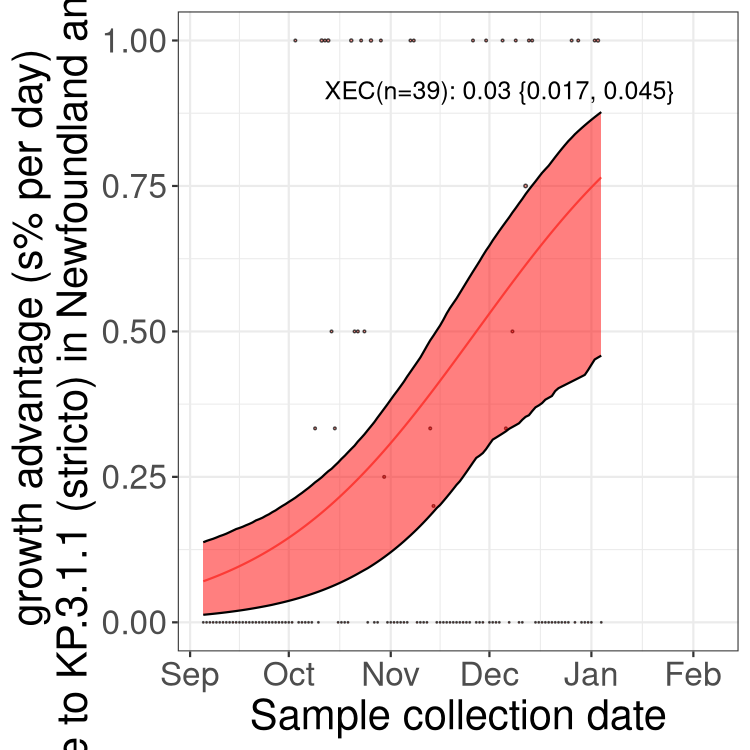 growth advantage (s% per day)
e to KP.3.1.1 (stricto) in Newfoundland an
1.00
0.75
0.50
0.25
0.00
XEC(n=39): 0.03 {0.017, 0.045}
Sep Oct Nov Dec Jan Feb
Sample collection date